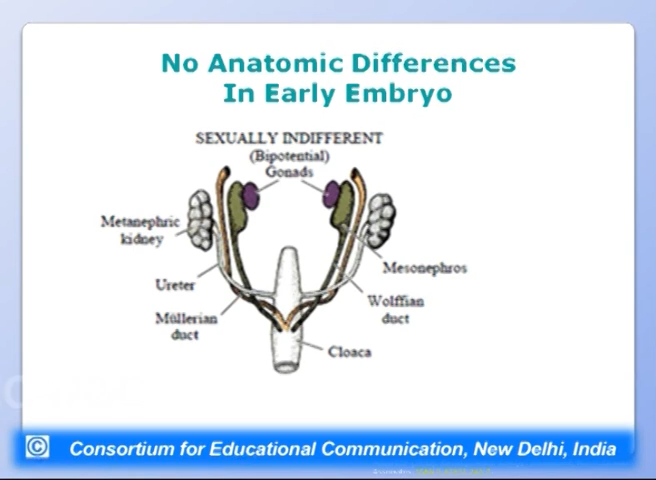 No Anatomic Differences
In Early Embryo
SEXUALLY INDIFFERENT
(Bipotential)
Gonads
Metanephric
kidney
Mesonephros
Ureter
Wolffian
duct
Müllerian
duct
Cloaca
© Consortium for Educational Communication, New Delhi, India